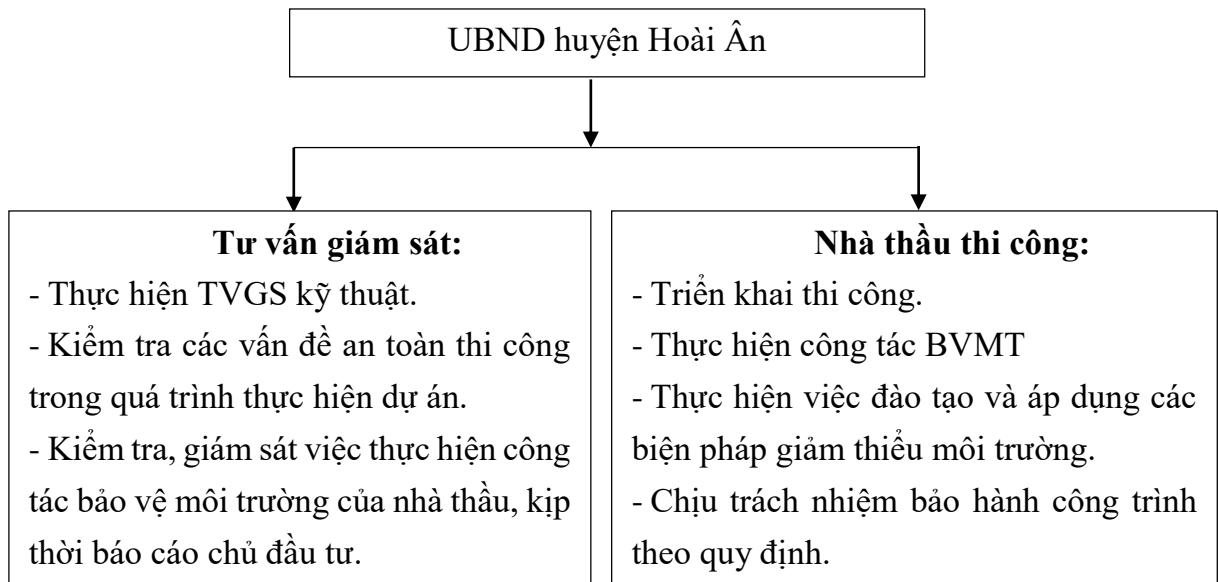 UBND huyện Hoài Ân
Tư vấn giám sát:
- Thực hiện TVGS kỹ thuật.
- Kiểm tra các vấn đề an toàn thi công
trong quá trình thực hiện dự án.
- Kiểm tra, giám sát việc thực hiện công
tác bảo vệ môi trường của nhà thầu, kịp
thời báo cáo chủ đầu tư.
Nhà thầu thi công:
- Triển khai thi công.
- Thực hiện công tác BVMT
- Thực hiện việc đào tạo và áp dụng các
biện pháp giảm thiểu môi trường.
- Chịu trách nhiệm bảo hành công trình
theo quy định.